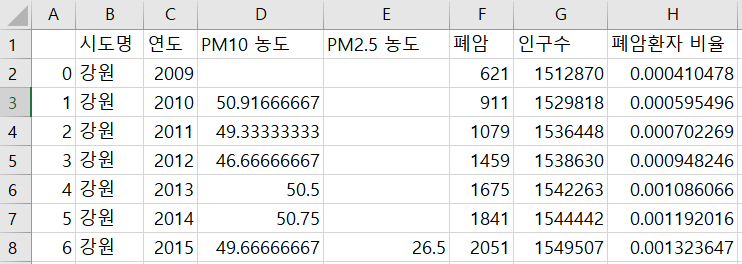 A B C D E F G H
1 시도명 연도 PM10 농도 PM2.5 농도 폐암 인구수 폐암환자 비율
2 0 강원 2009 621 1512870 0.000410478
3 1 강원 2010 50.91666667 911 1529818 0.000595496
4 2 강원 2011 49.33333333 1079 1536448 0.000702269
5 3 강원 2012 46.66666667 1459 1538630 0.000948246
6 4 강원 2013 50.5 1675 1542263 0.001086066
7 5 강원 2014 50.75 1841 1544442 0.001192016
8 6 강원 2015 49.66666667 26.5 2051 1549507 0.001323647